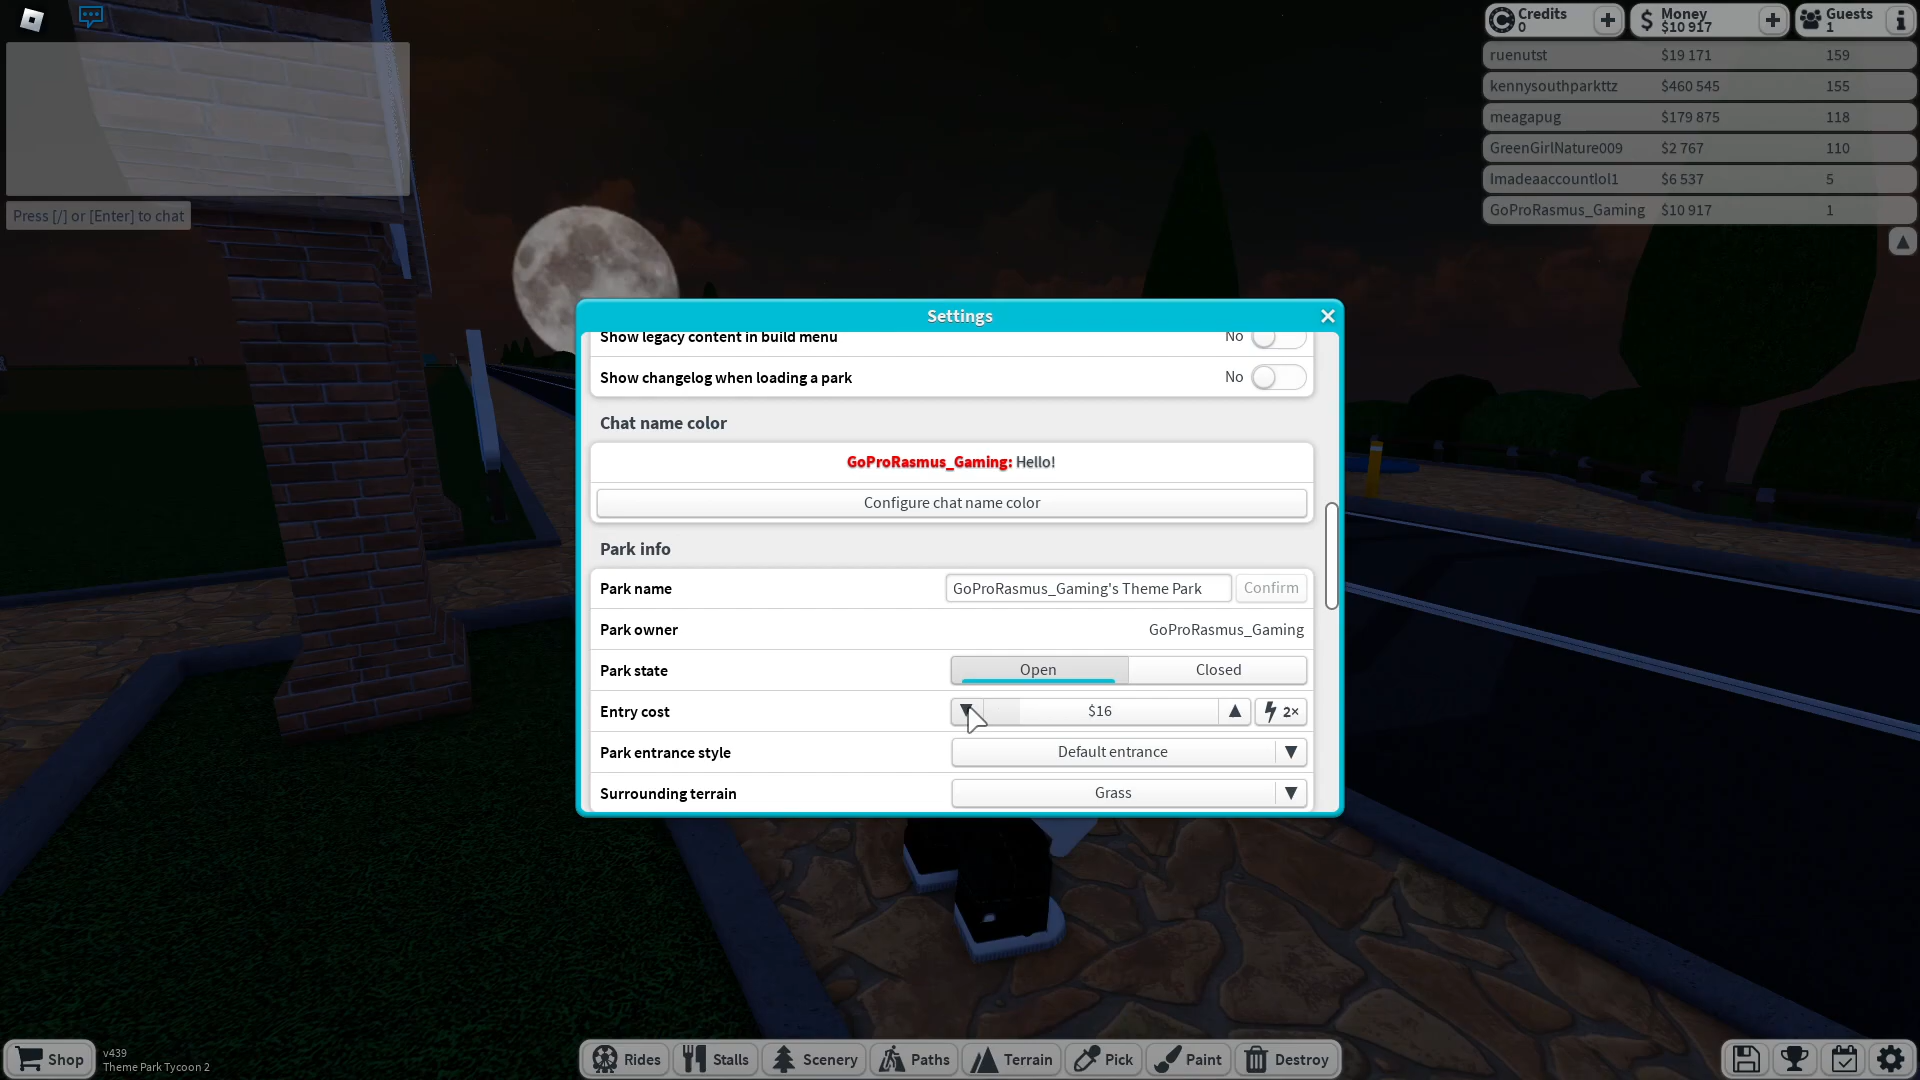 Credits
0
Money
$10 917
Guests
1
ruenutst $19 171 159
kennysouthparkttz $460 545 155
meagapug $179 875 118
GreenGirlNature009 $2 767 110
Imadeaaccountlol1 $6 537 5
GoProRasmus_Gaming $10 917 1
Press [/] or [Enter] to chat
Settings
Show legacy content in build menu No
Show changelog when loading a park No
Chat name color
GoProRasmus_Gaming: Hello!
Configure chat name color
Park info
Park name GoProRasmus_Gaming's Theme Park Confirm
Park owner GoProRasmus_Gaming
Park state Open Closed
Entry cost $16 2×
Park entrance style Default entrance
Surrounding terrain Grass
Shop
v439
Theme Park Tycoon 2
Rides Stalls Scenery Paths Terrain Pick Paint Destroy